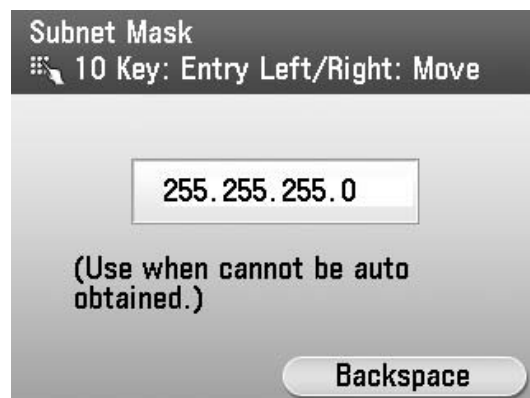 Subnet Mask
10 Key: Entry Left/Right: Move
255.255.255.0
(Use when cannot be auto
obtained.)
Backspace